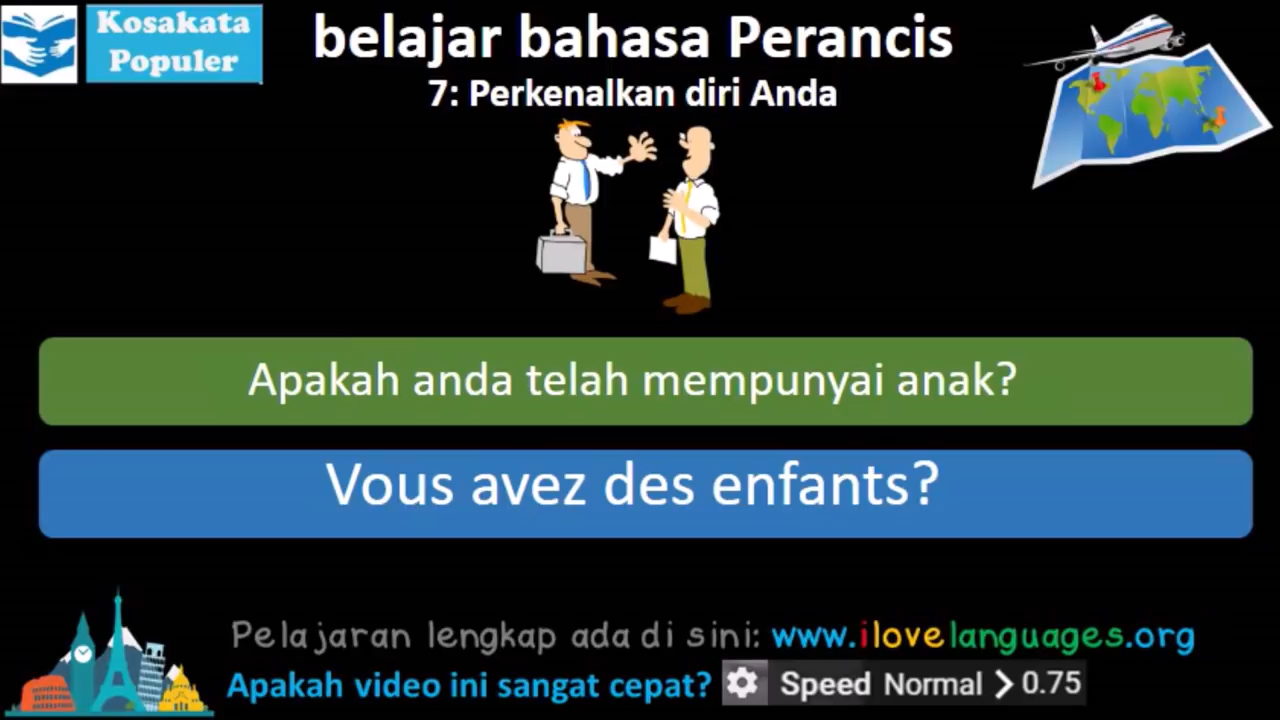 Kosakata
Populer
belajar bahasa Perancis
7: Perkenalkan diri Anda
Apakah anda telah mempunyai anak?
Vous avez des enfants?
Pelajaran lengkap ada di sini: www.ilovelanguages.org
Apakah video ini sangat cepat? Speed Normal > 0.75